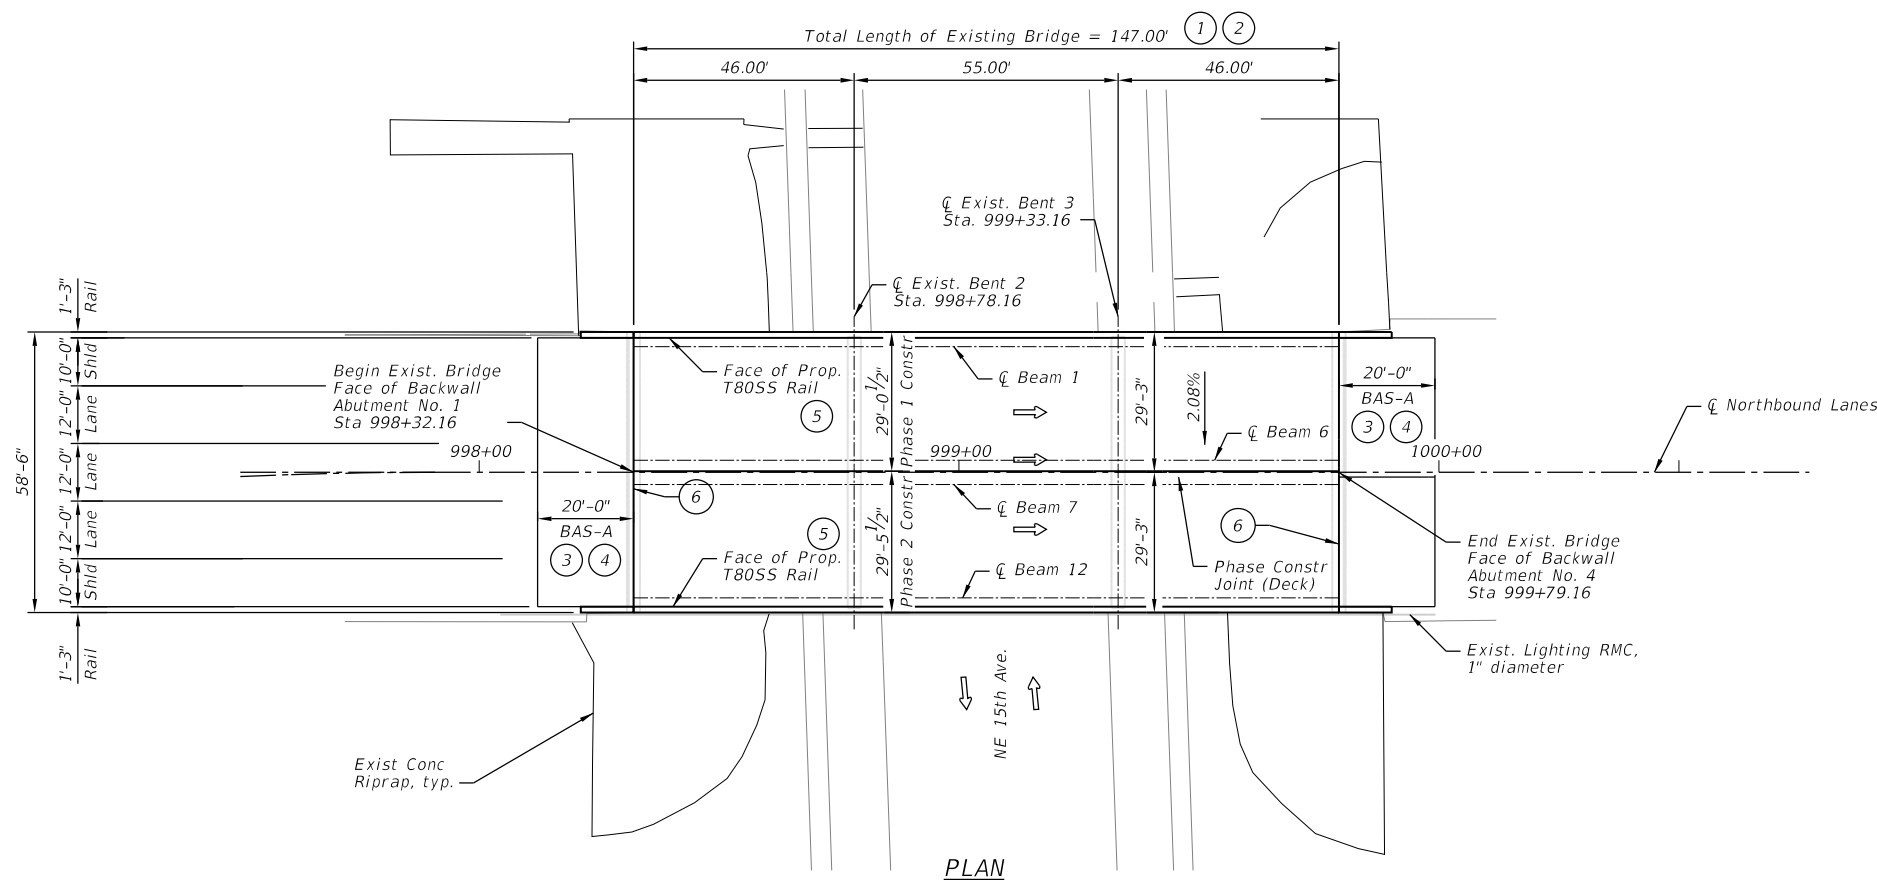 Total Length of Existing Bridge = 147.00' 1 2
46.00' 55.00' 46.00'
℄ Exist. Bent 3
Sta. 999+33.16
℄ Exist. Bent 2
Sta. 998+78.16
1'-3"
Rail
10'-0"
Shld
12'-0"
Lane
12'-0"
Lane
12'-0"
Lane
10'-0"
Shld
1'-3"
Rail
58'-6"
Begin Exist. Bridge
Face of Backwall
Abutment No. 1
Sta 998+32.16
998+00
Face of Prop.
T80SS Rail
5
29'-0 1/2"
Phase 1 Constr
℄ Beam 1
29'-3"
2.08%
℄ Beam 6
20'-0"
BAS-A
3 4
℄ Northbound Lanes
999+00
1000+00
6
20'-0"
BAS-A
3 4
5
Face of Prop.
T80SS Rail
29'-5 1/2"
Phase 2 Constr
℄ Beam 7
℄ Beam 12
29'-3"
6
Phase Constr
Joint (Deck)
End Exist. Bridge
Face of Backwall
Abutment No. 4
Sta 999+79.16
Exist. Lighting RMC,
1" diameter
NE 15th Ave.
Exist Conc
Riprap, typ.
PLAN